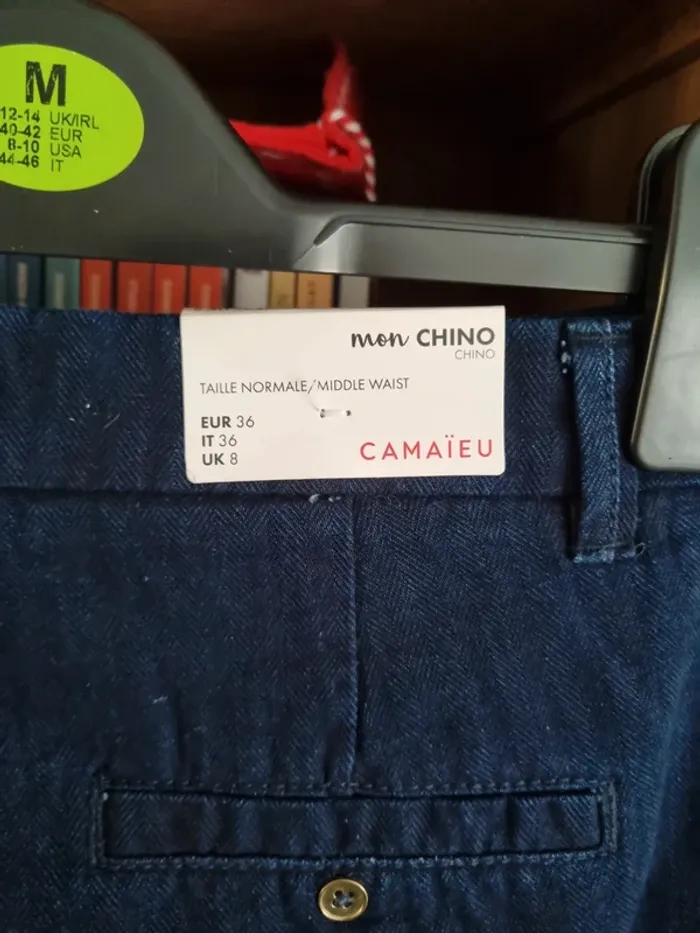 M
12-14 UK/IRL
40-42 EUR
8-10 USA
44-46 IT
mon CHINO
CHINO
TAILLE NORMALE/MIDDLE WAIST
EUR 36
IT 36
UK 8
CAMAÏEU